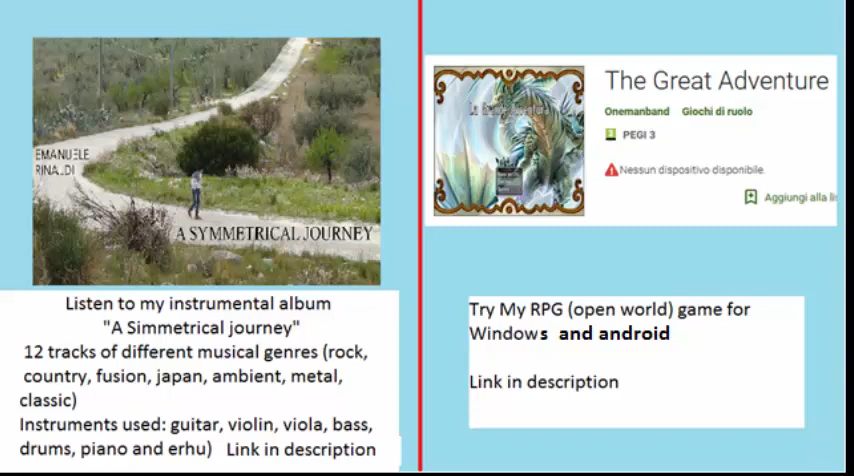 EMANUELE
RINALDI
A SYMMETRICAL JOURNEY
Listen to my instrumental album
"A Simmetrical journey"
12 tracks of different musical genres (rock,
country, fusion, japan, ambient, metal,
classic)
Instruments used: guitar, violin, viola, bass,
drums, piano and erhu) Link in description
The Great Adventure
Onemanband Giochi di ruolo
3 PEGI 3
Nessun dispositivo disponibile.
Aggiungi alla
Try My RPG (open world) game for
Windows and android
Link in description